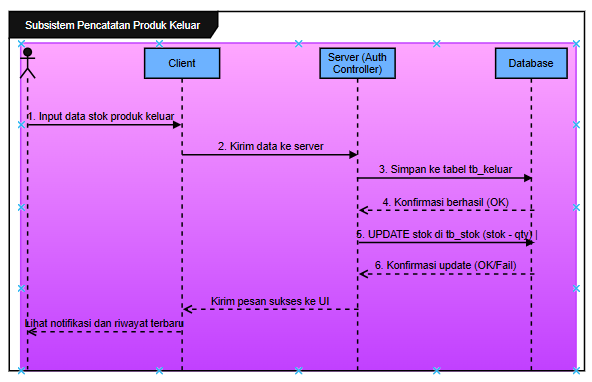 Subsistem Pencatatan Produk Keluar
Client
Server (Auth
Controller)
Database
1. Input data stok produk keluar
2. Kirim data ke server
3. Simpan ke tabel tb_keluar
4. Konfirmasi berhasil (OK)
5. UPDATE stok di tb_stok (stok - qty) |
6. Konfirmasi update (OK/Fail)
Kirim pesan sukses ke UI
Lihat notifikasi dan riwayat terbaru